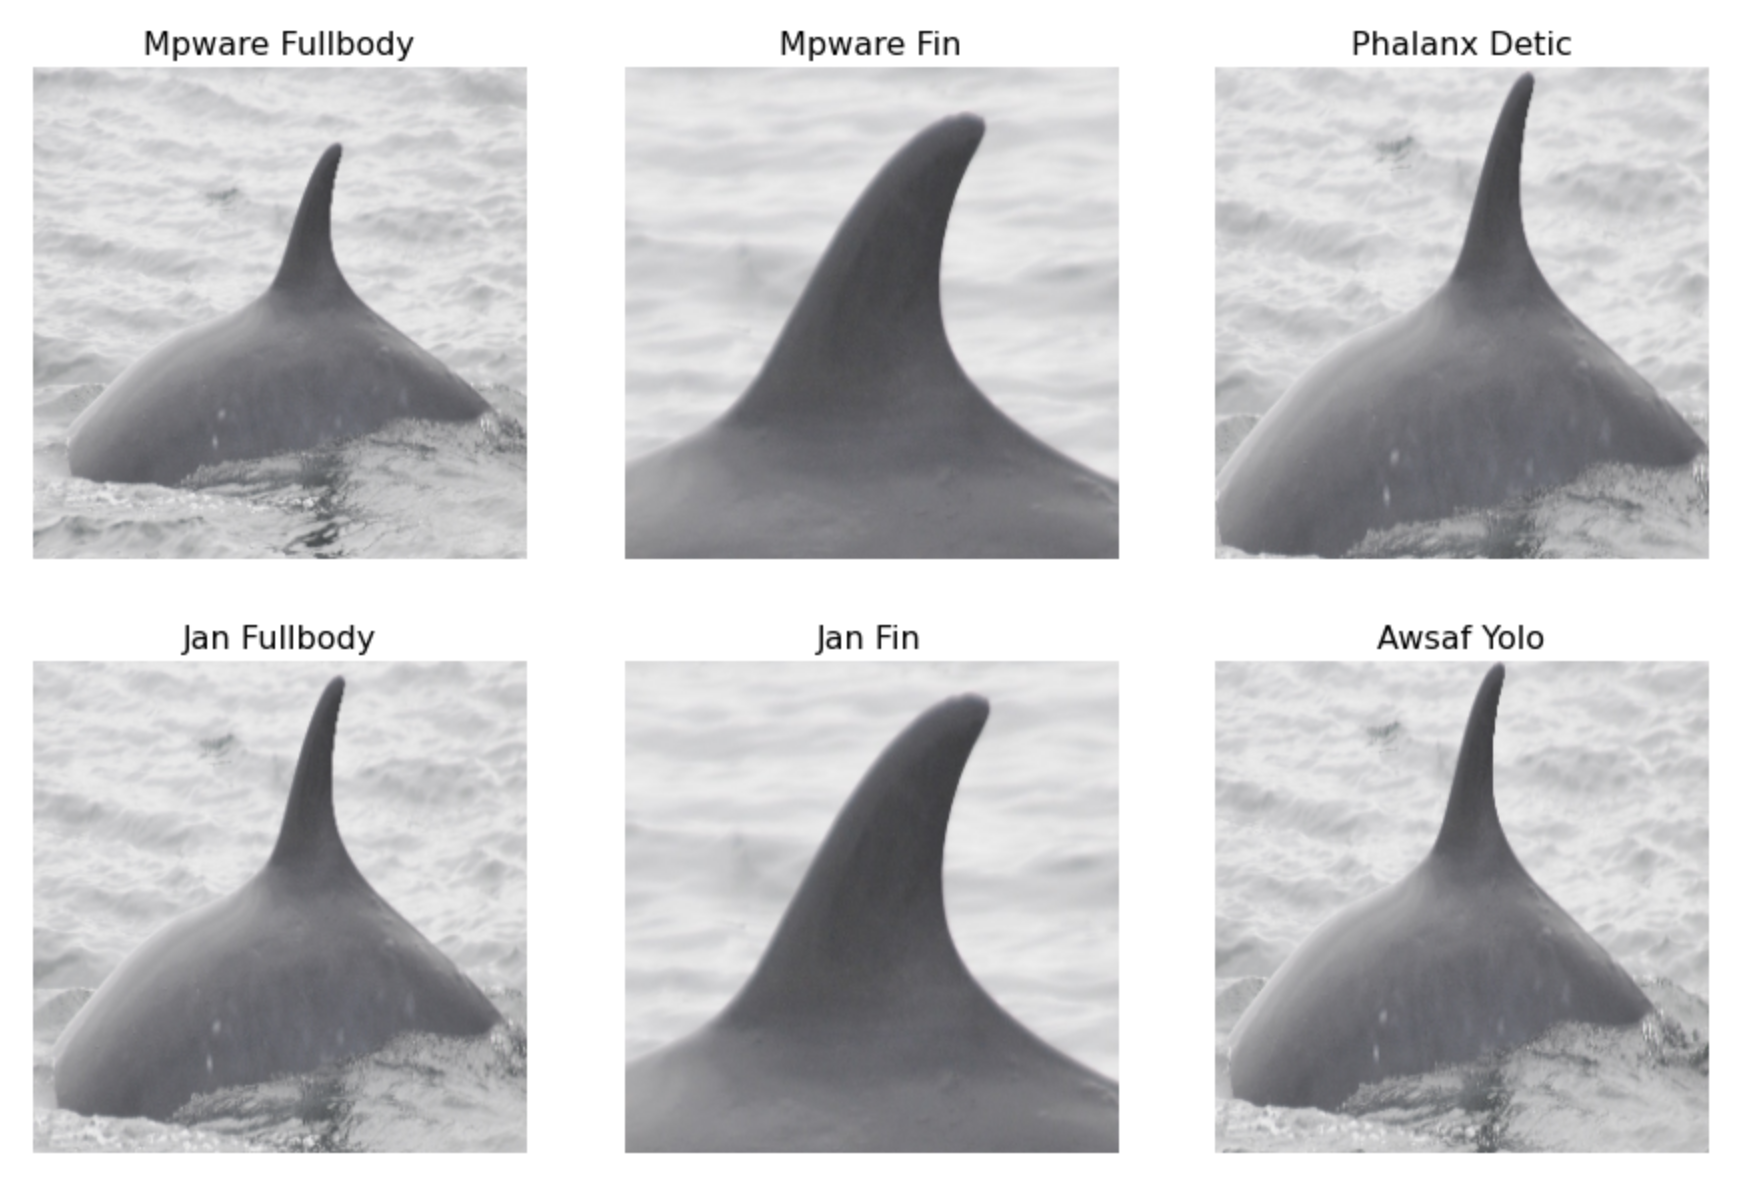 Mpware Fullbody
Mpware Fin
Phalanx Detic
Jan Fullbody
Jan Fin
Awsaf Yolo